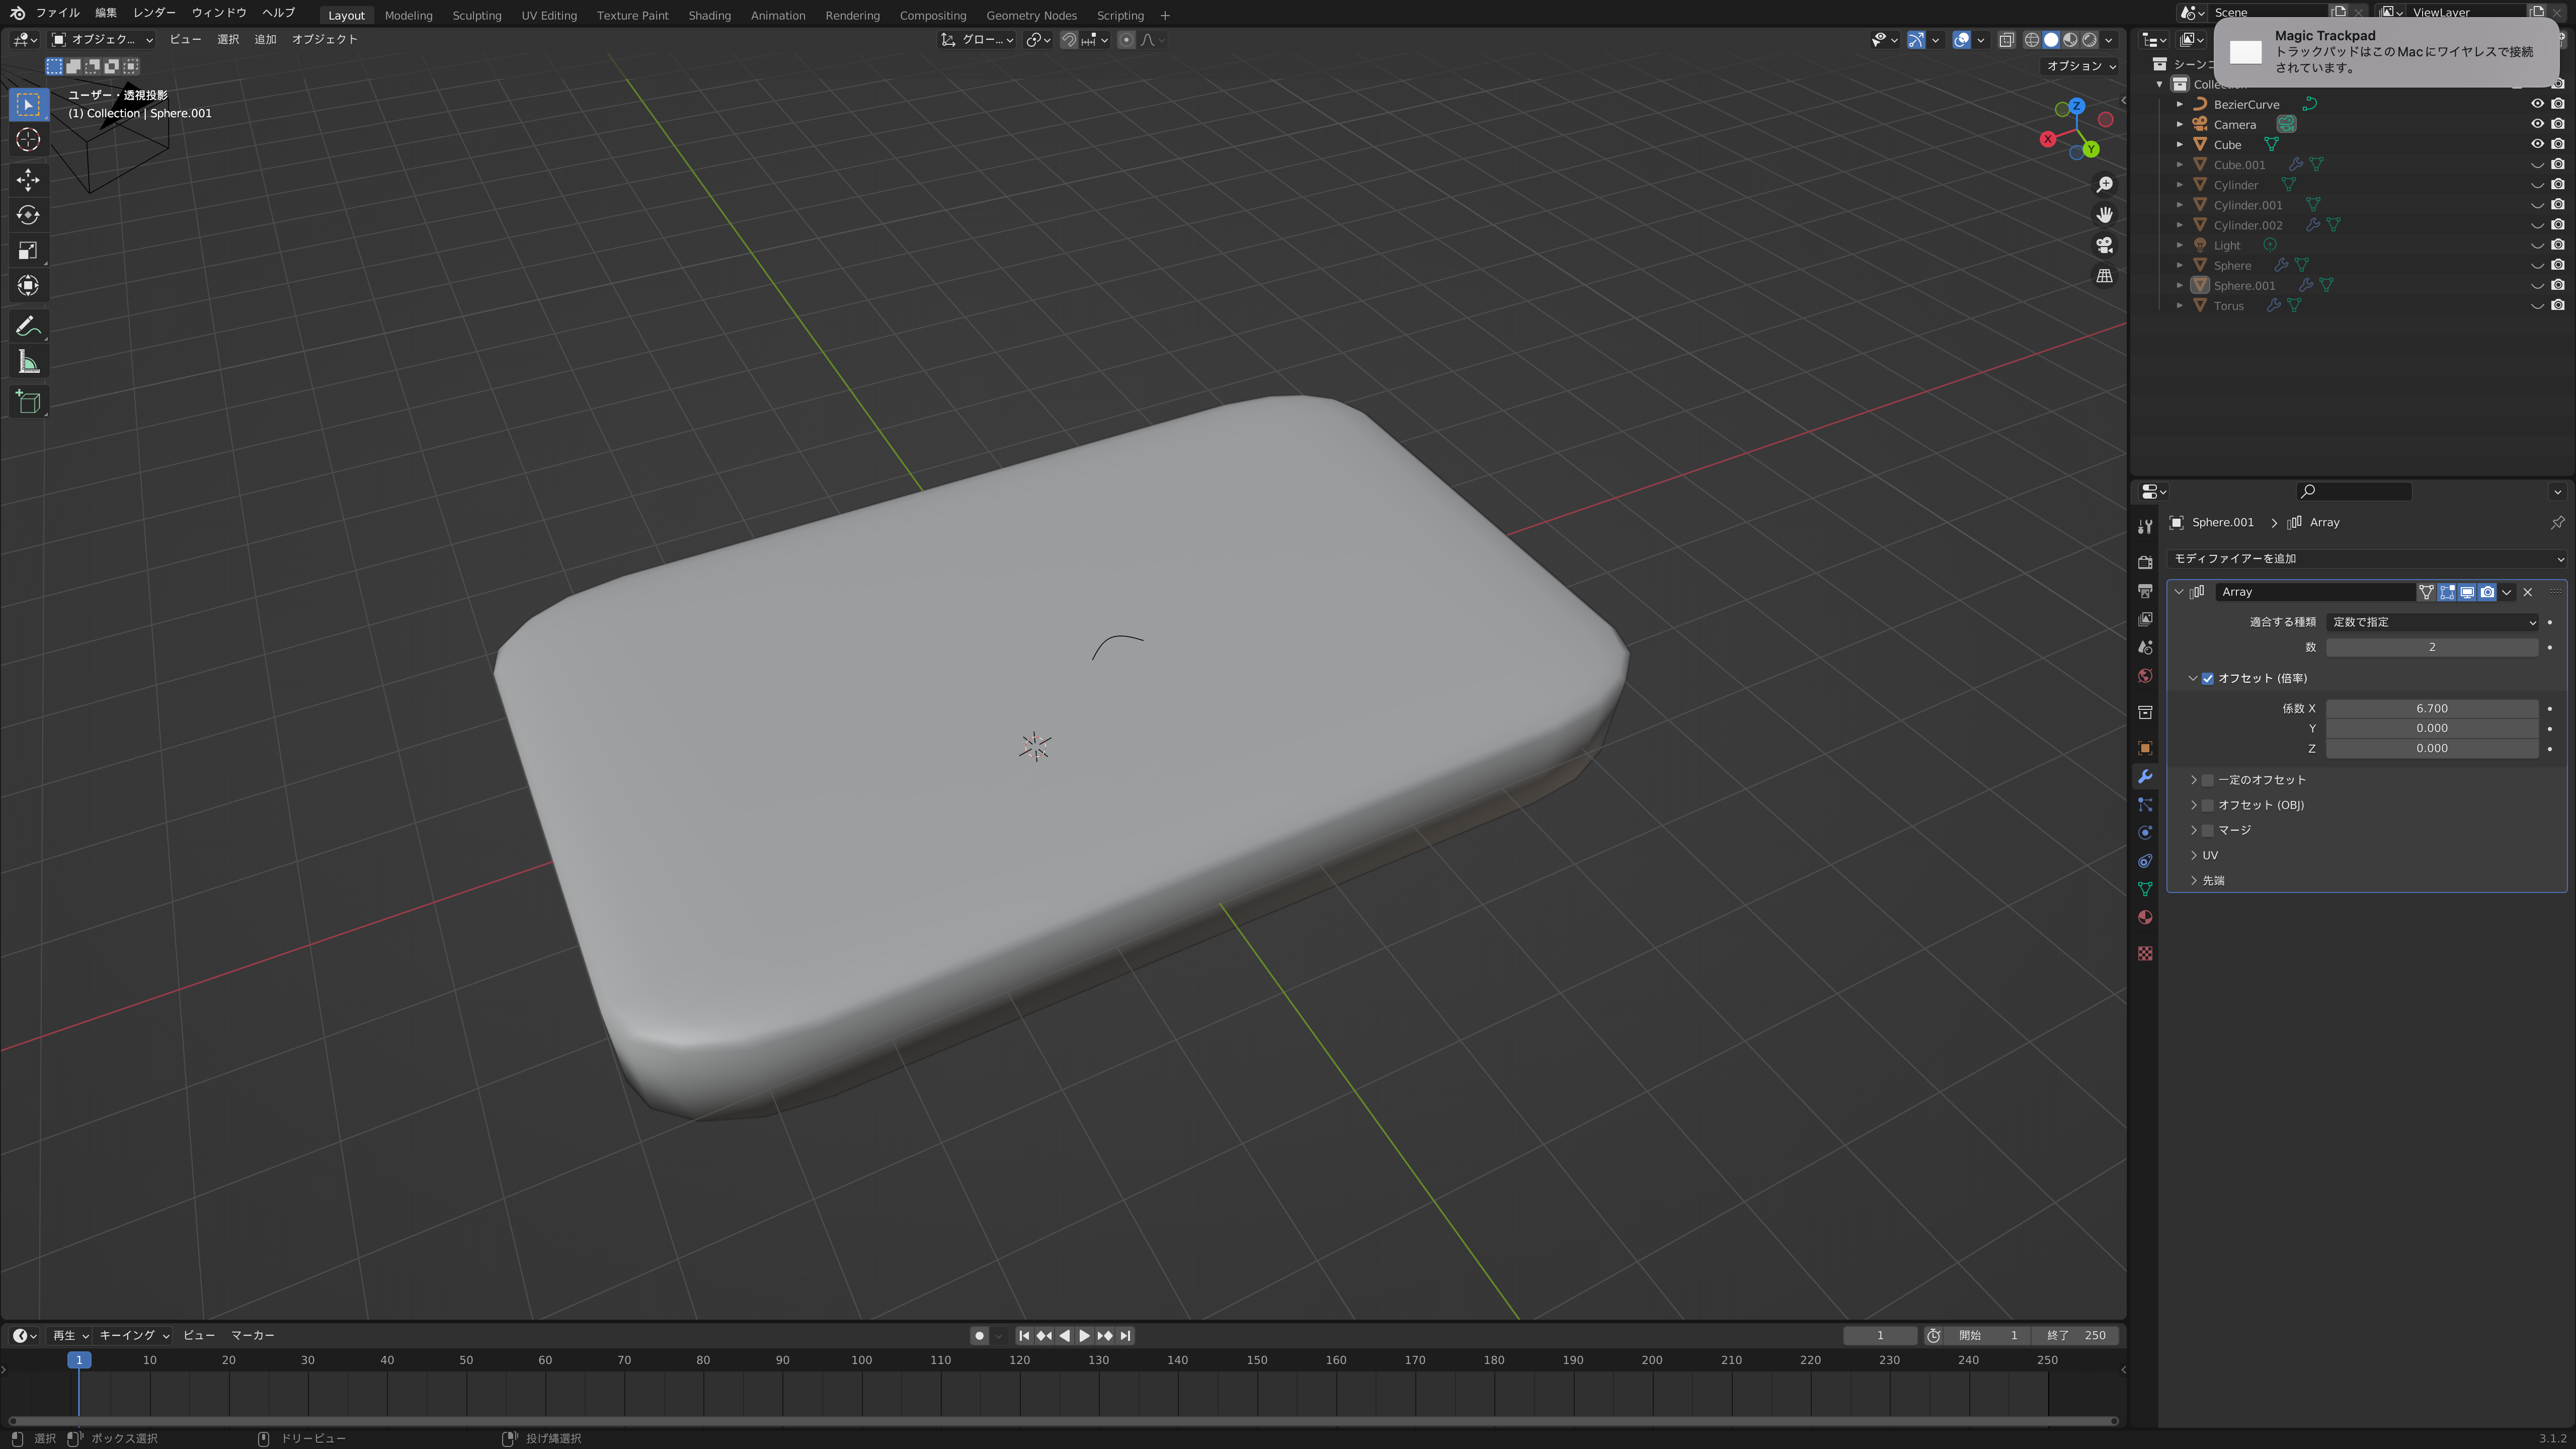 ファイル 編集 レンダー ウィンドウ ヘルプ Layout Modeling Sculpting UV Editing Texture Paint Shading Animation Rendering Compositing Geometry Nodes Scripting Scene ViewLayer
オブジェク... ビュー 選択 追加 オブジェクト グロー...
オプション
ユーザー・透視投影
(1) Collection | Sphere.001
Z
X
Y
Magic Trackpad
トラックパッドはこのMacにワイヤレスで接続
されています。
BezierCurve
Camera
Cube
Cube.001
Cylinder
Cylinder.001
Cylinder.002
Light
Sphere
Sphere.001
Torus
Sphere.001 Array
モディファイアーを追加
Array
適合する種類 定数で指定
数 2
オフセット (倍率)
係数 X 6.700
Y 0.000
Z 0.000
一定のオフセット
オフセット (OBJ)
マージ
UV
先端
再生 キーイング ビュー マーカー 1 開始 1 終了 250
1 10 20 30 40 50 60 70 80 90 100 110 120 130 140 150 160 170 180 190 200 210 220 230 240 250
選択 ボックス選択 ドリービュー 投げ縄選択 3.1.2